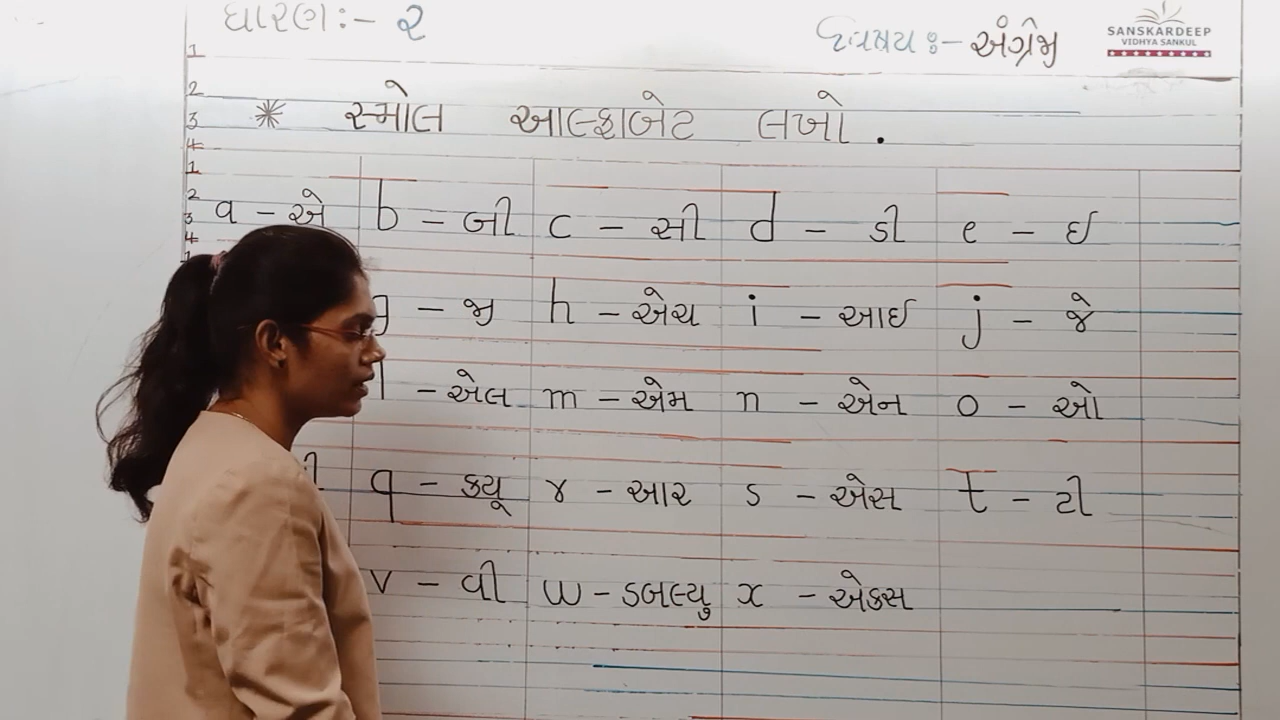 ધોરણ :- ૨ વિષય :- અંગ્રેજી
SANSKARDEEP
VIDHYA SANKUL
1
2
3 * સ્મોલ આલ્ફાબેટ લખો.
4
1
2
3 a - એ b - બી c - સી d - ડી e - ઈ
4
g - જી h - એચ i - આઈ j - જે
l - એલ m - એમ n - એન o - ઓ
q - ક્યૂ r - આર s - એસ t - ટી
v - વી w - ડબલ્યુ x - એક્સ